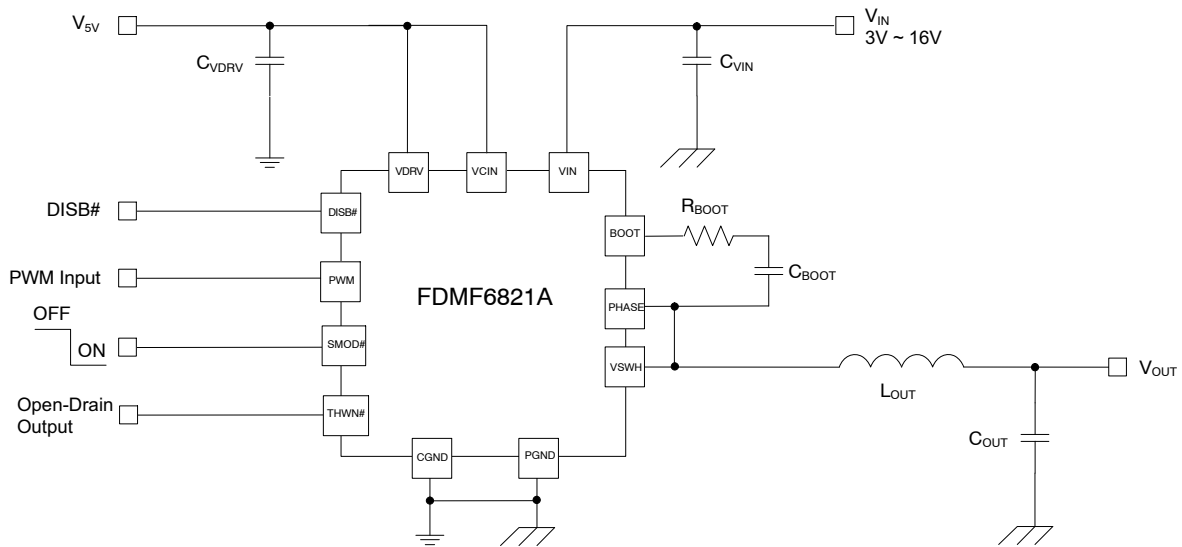 V5V
VIN
3V ~ 16V
CVDRV
CVIN
VDRV
VCIN
VIN
DISB#
DISB#
BOOT
RBOOT
CBOOT
PWM Input
PWM
FDMF6821A
PHASE
OFF
ON
SMOD#
VSWH
LOUT
VOUT
Open-Drain
Output
THWN#
COUT
CGND
PGND